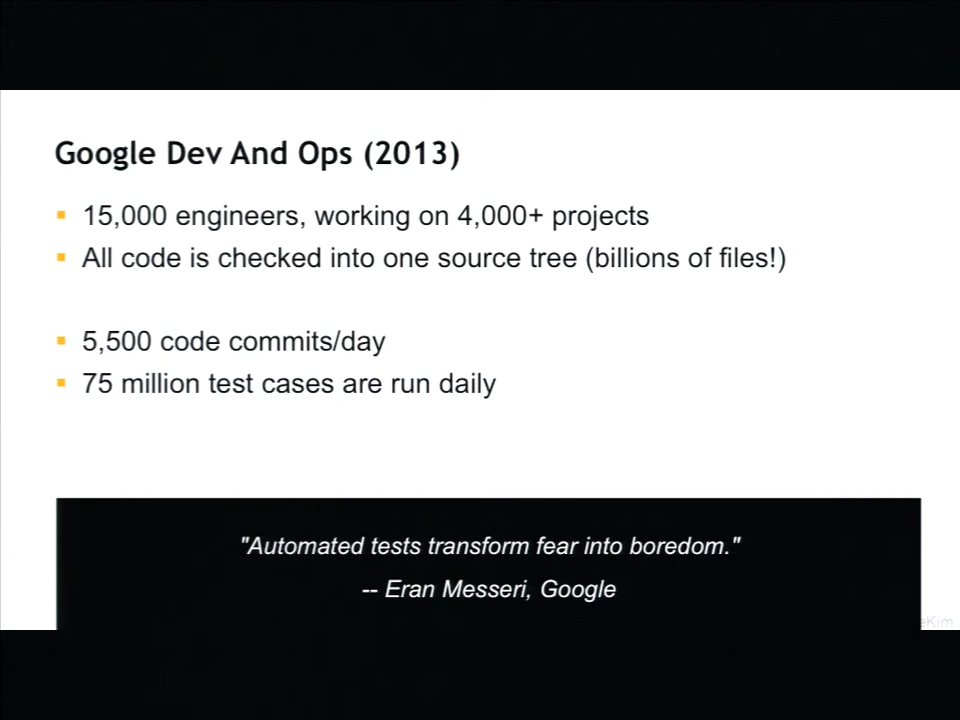 Google Dev And Ops (2013)
15,000 engineers, working on 4,000+ projects
All code is checked into one source tree (billions of files!)
5,500 code commits/day
75 million test cases are run daily
"Automated tests transform fear into boredom."
-- Eran Messeri, Google
eKim